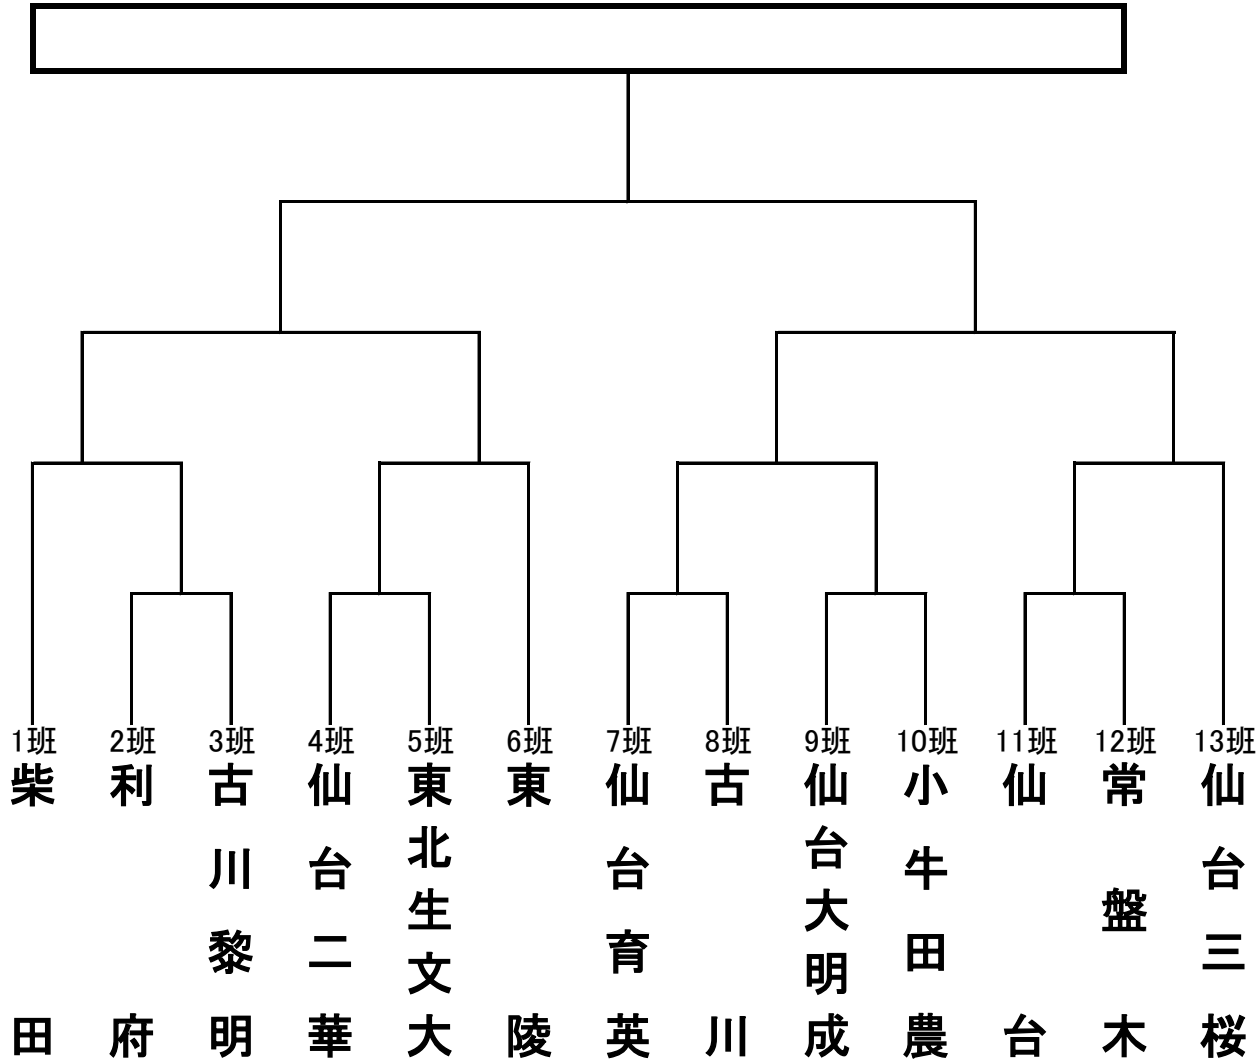 1班
柴田
2班
利府
3班
古川黎明
4班
仙台二華
5班
東北生文大
6班
東陵
7班
仙台育英
8班
古川
9班
仙台大明成
10班
小牛田農
11班
仙台
12班
常盤木
13班
仙台三桜